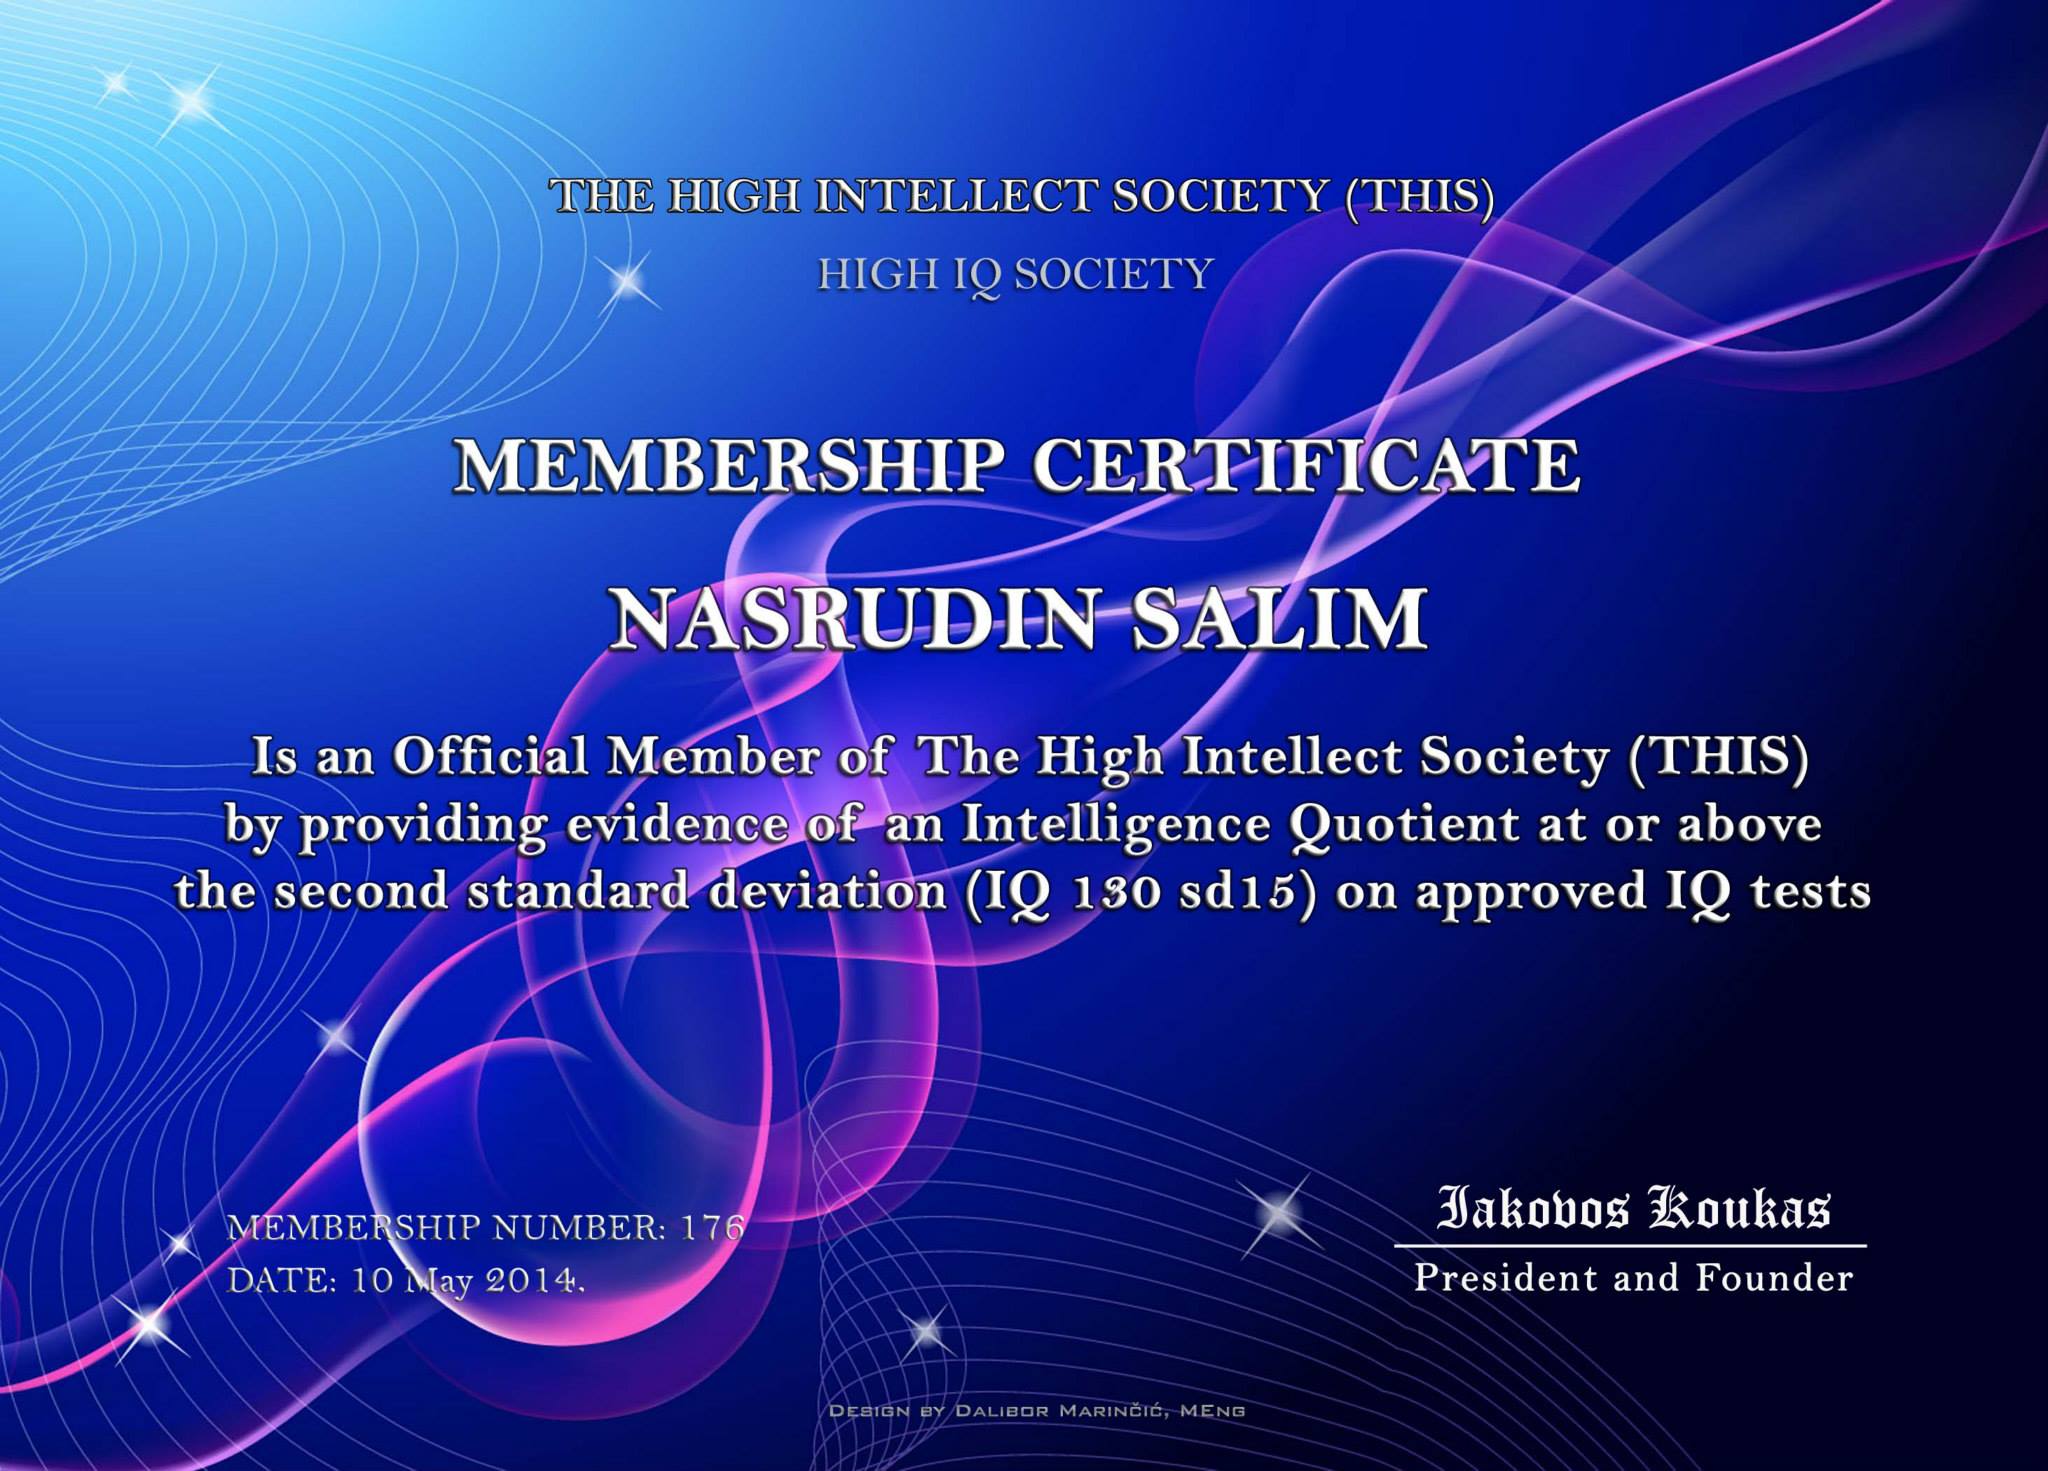 THE HIGH INTELLECT SOCIETY (THIS)
HIGH IQ SOCIETY
MEMBERSHIP CERTIFICATE
NASRUDIN SALIM
Is an Official Member of The High Intellect Society (THIS)
by providing evidence of an Intelligence Quotient at or above
the second standard deviation (IQ 130 sd15) on approved IQ tests
MEMBERSHIP NUMBER: 176
DATE: 10 May 2014.
Iakovos Koukas
President and Founder
Design by Dalibor Marinčić, MEng